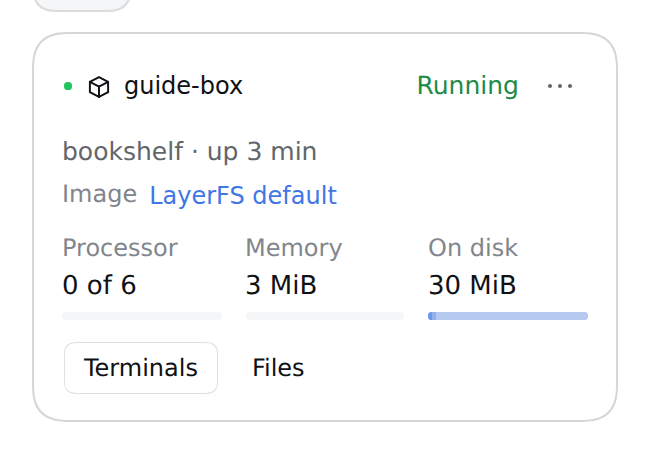 guide-box Running
bookshelf · up 3 min
Image LayerFS default
Processor Memory On disk
0 of 6 3 MiB 30 MiB
Terminals Files